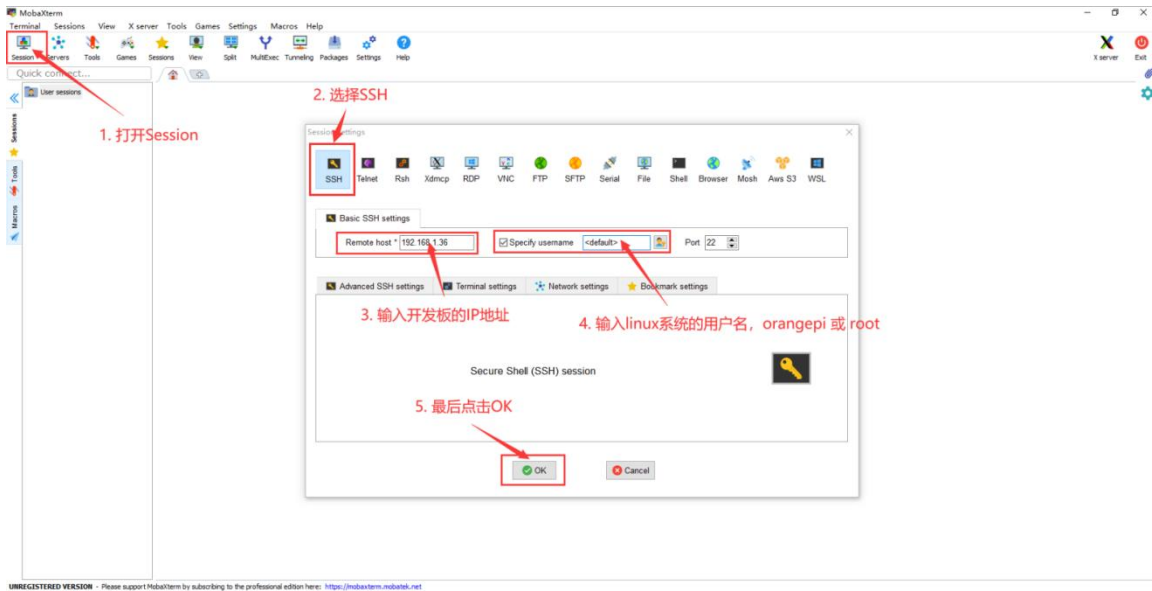 MobaXterm
Terminal Sessions View X server Tools Games Settings Macros Help
Session Servers Tools Games Sessions View Split MultiExec Tunneling Packages Settings Help X server Exit
Quick connect...
User sessions
Sessions
Tools
Macros
1. 打开Session
2. 选择SSH
Session settings
SSH Telnet Rsh Xdmcp RDP VNC FTP SFTP Serial File Shell Browser Mosh Aws S3 WSL
Basic SSH settings
Remote host * 192.168.1.36 Specify username <default> Port 22
Advanced SSH settings Terminal settings Network settings Bookmark settings
3. 输入开发板的IP地址
4. 输入linux系统的用户名，orangepi 或 root
Secure Shell (SSH) session
5. 最后点击OK
OK Cancel
UNREGISTERED VERSION - Please support MobaXterm by subscribing to the professional edition here: https://mobaxterm.mobatek.net